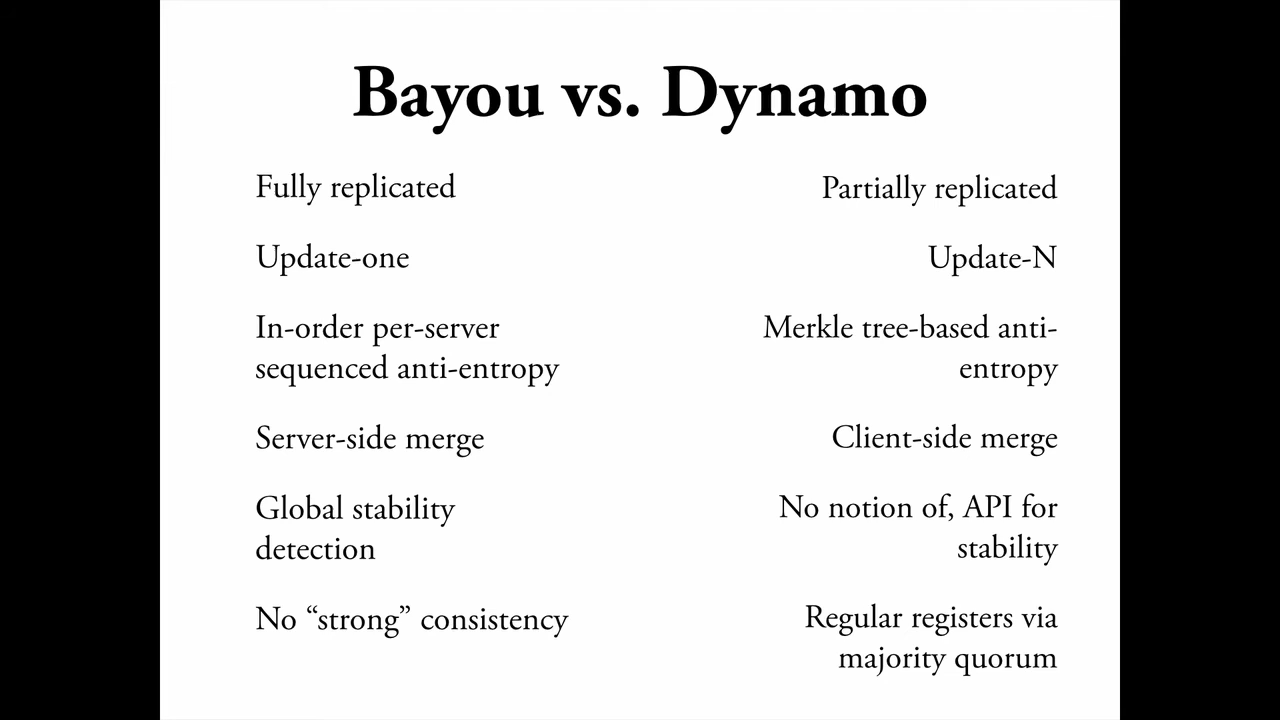 Bayou vs. Dynamo
Fully replicated
Partially replicated
Update-one
Update-N
In-order per-server
sequenced anti-entropy
Merkle tree-based anti-
entropy
Server-side merge
Client-side merge
Global stability
detection
No notion of, API for
stability
No “strong” consistency
Regular registers via
majority quorum